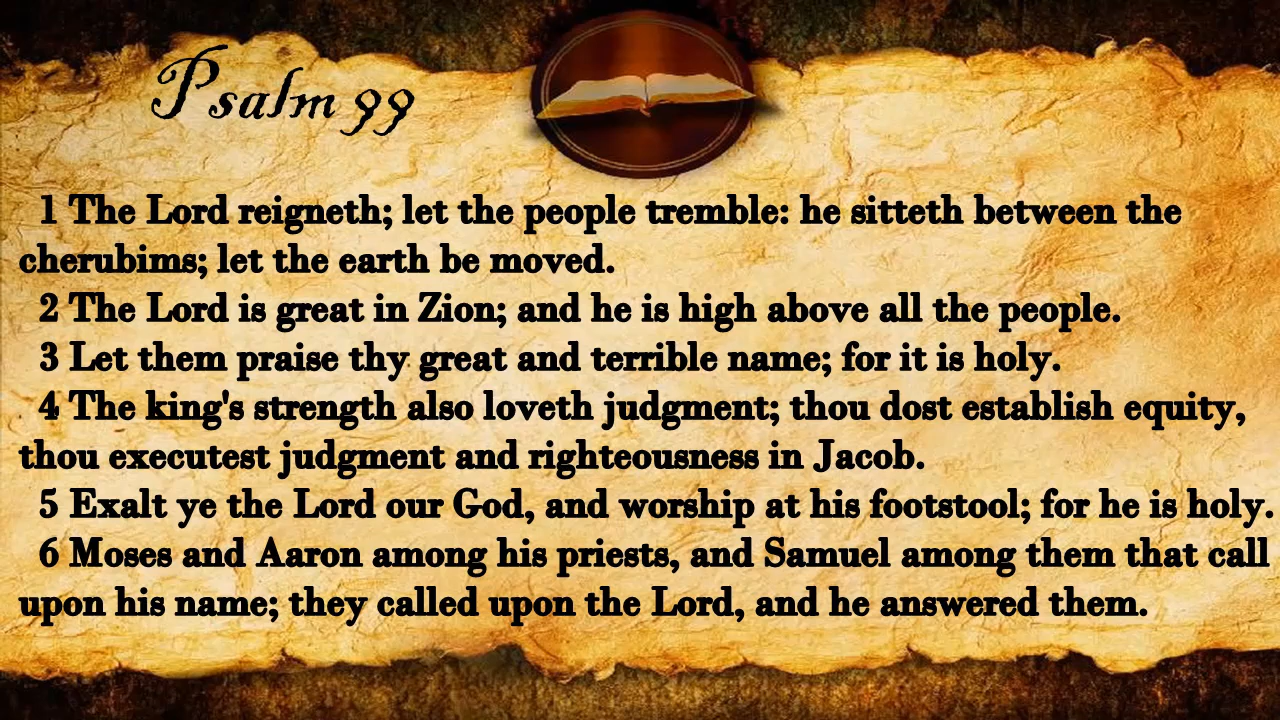 Psalm 99
1 The Lord reigneth; let the people tremble: he sitteth between the
cherubims; let the earth be moved.
2 The Lord is great in Zion; and he is high above all the people.
3 Let them praise thy great and terrible name; for it is holy.
4 The king's strength also loveth judgment; thou dost establish equity,
thou executest judgment and righteousness in Jacob.
5 Exalt ye the Lord our God, and worship at his footstool; for he is holy.
6 Moses and Aaron among his priests, and Samuel among them that call
upon his name; they called upon the Lord, and he answered them.